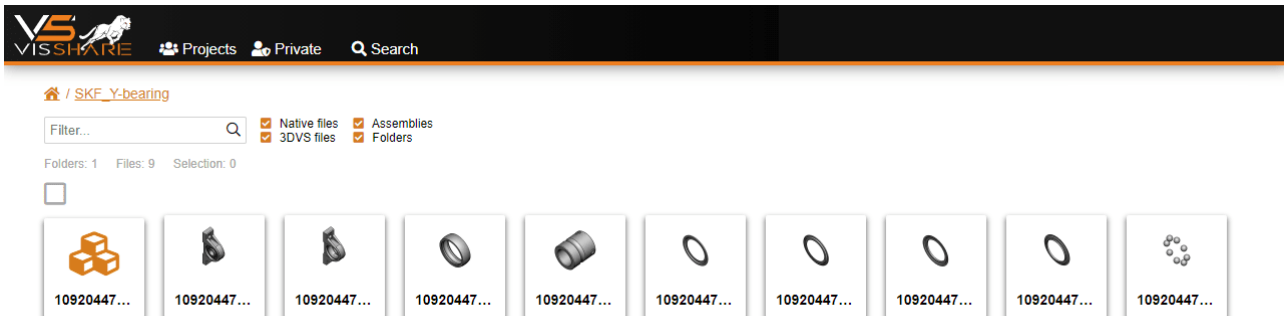 VS
VISSHARE
Projects Private Search
/ SKF_Y-bearing
Filter...
Native files Assemblies
3DVS files Folders
Folders: 1 Files: 9 Selection: 0
10920447... 10920447... 10920447... 10920447... 10920447... 10920447... 10920447... 10920447... 10920447... 10920447...